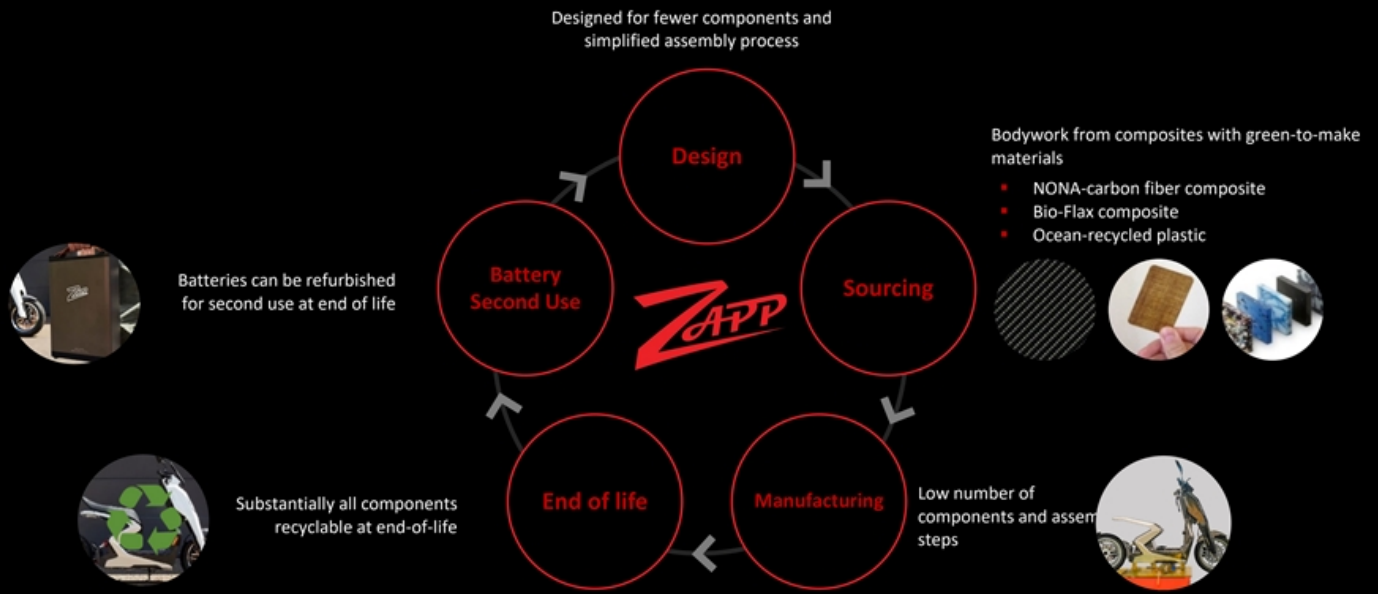 Designed for fewer components and
simplified assembly process
Design
Bodywork from composites with green-to-make
materials
▪ NONA-carbon fiber composite
▪ Bio-Flax composite
▪ Ocean-recycled plastic
Sourcing
Battery
Second Use
Batteries can be refurbished
for second use at end of life
Zapp
ZAPP
Substantially all components
recyclable at end-of-life
End of life
Manufacturing
Low number of
components and assem
steps